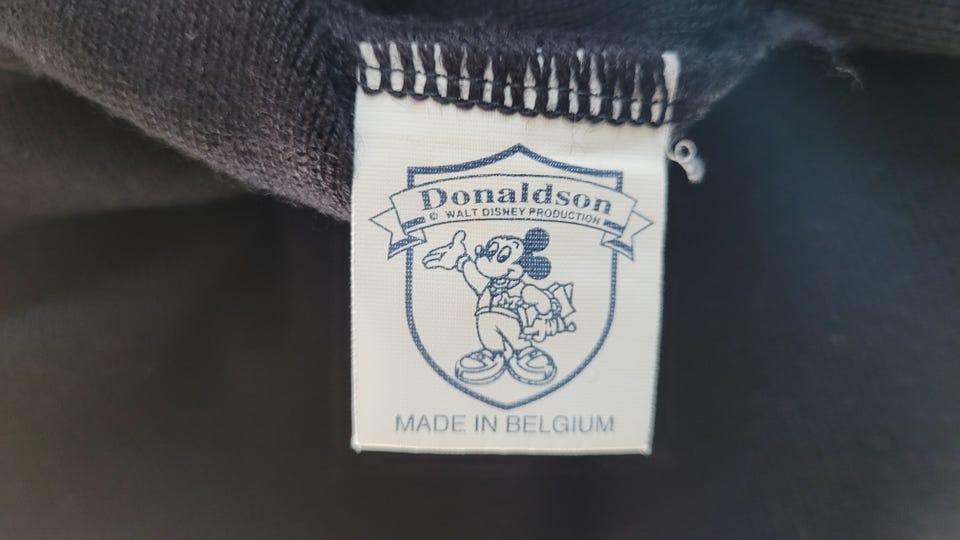 Donaldson
© WALT DISNEY PRODUCTION
MADE IN BELGIUM